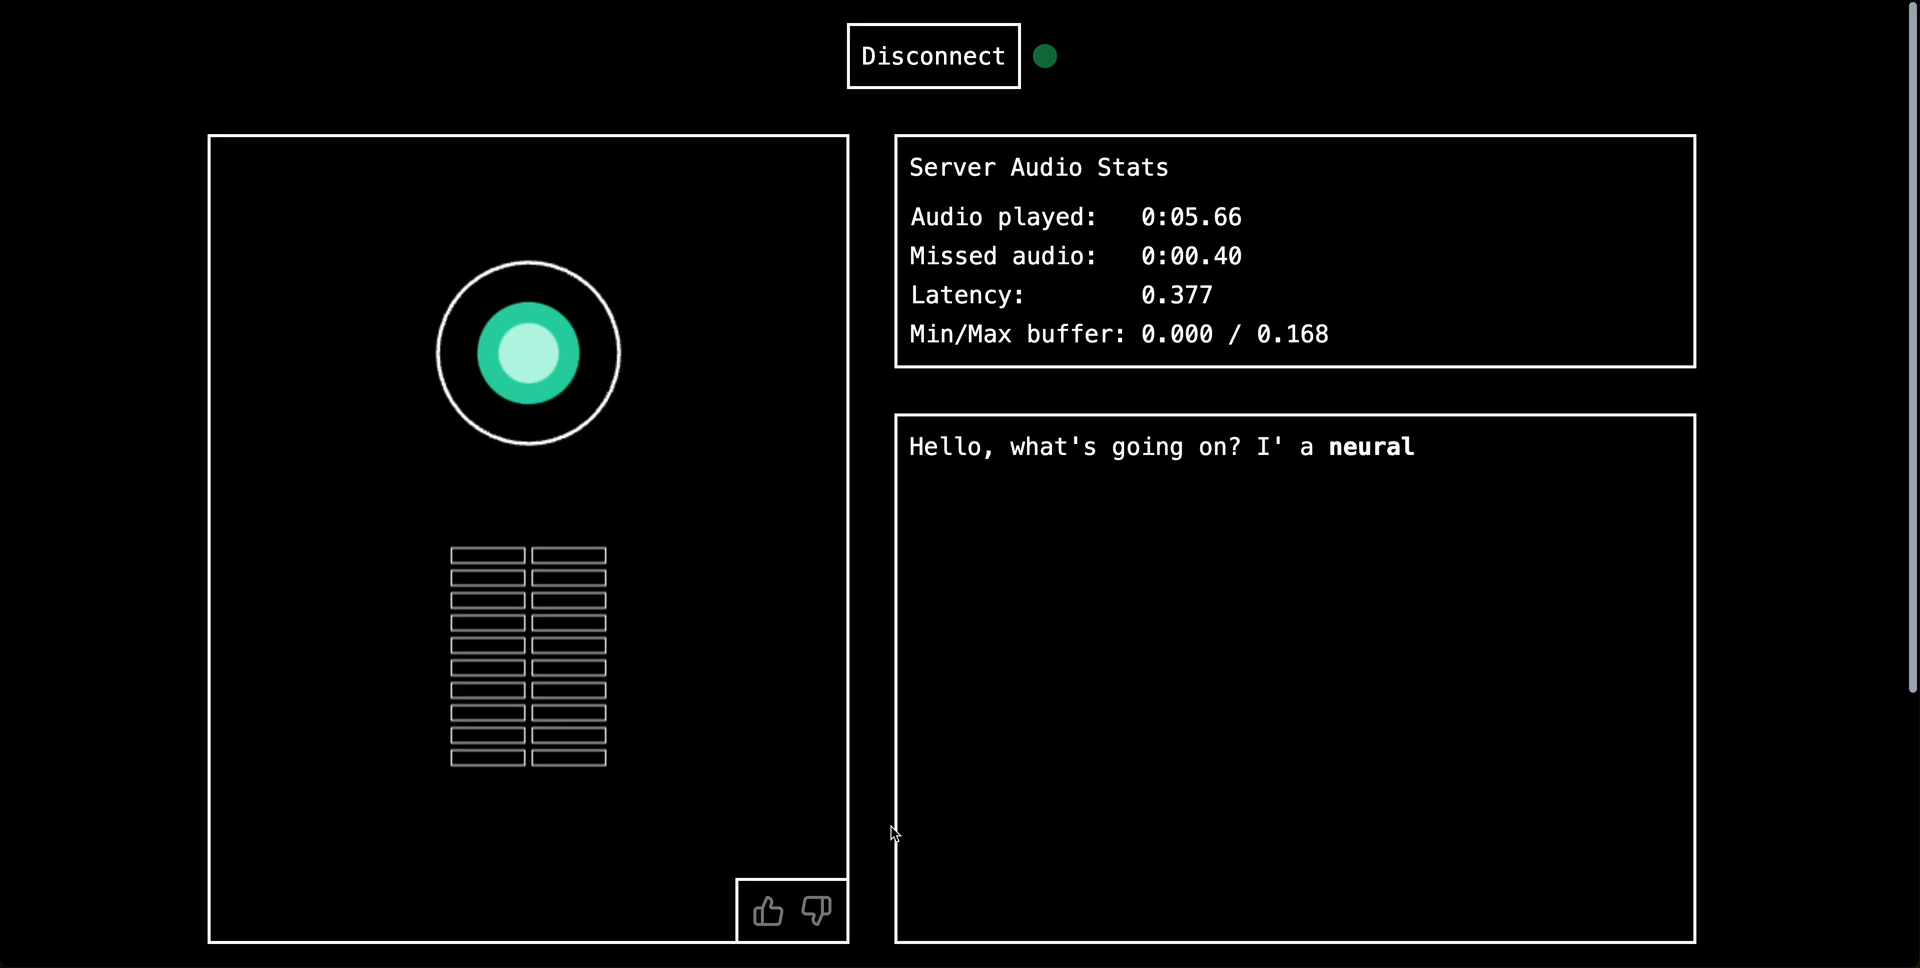 Disconnect
Server Audio Stats
Audio played: 0:05.66
Missed audio: 0:00.40
Latency: 0.377
Min/Max buffer: 0.000 / 0.168
Hello, what's going on? I' a neural